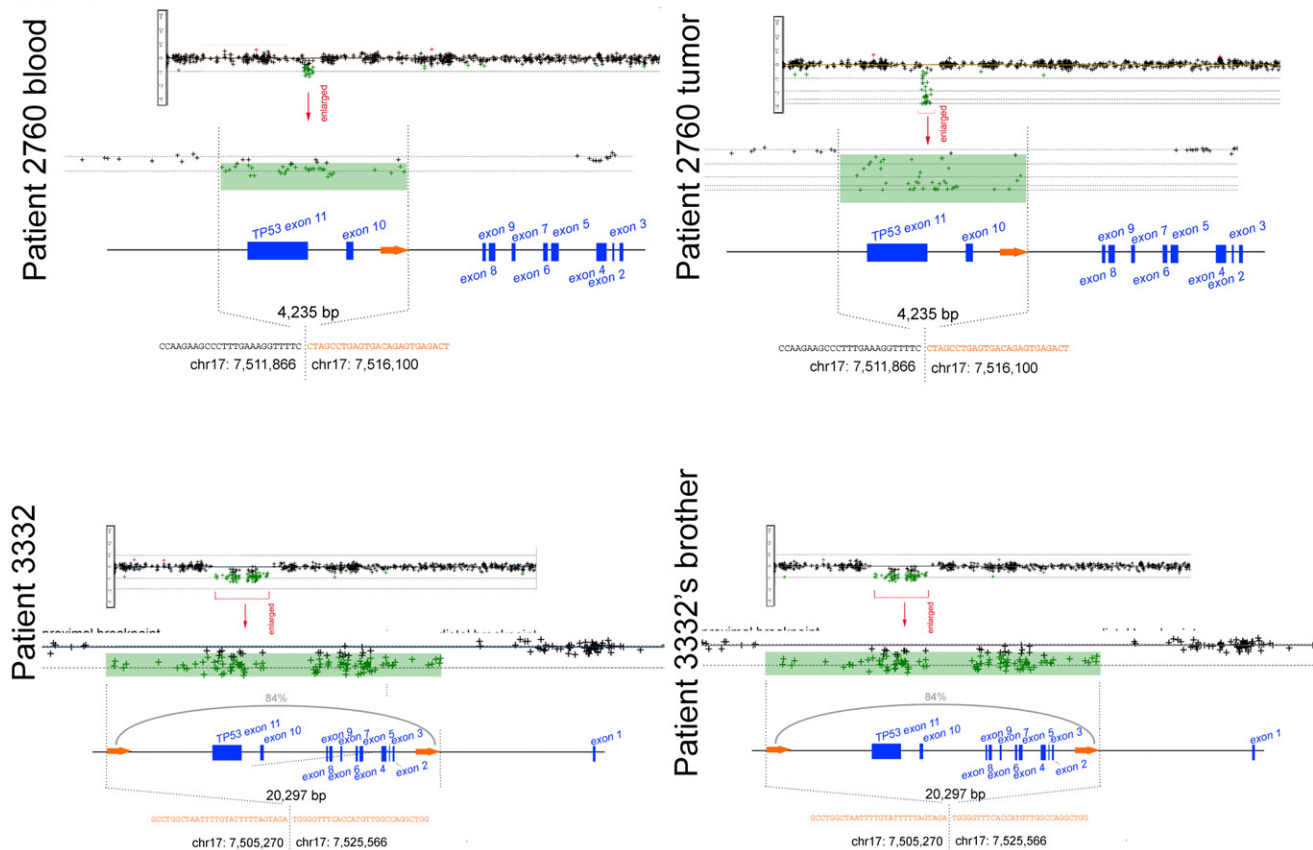 Patient 2760 blood
enlarged
TP53 exon 11
exon 10
exon 9
exon 7
exon 5
exon 3
exon 8
exon 6
exon 4
exon 2
4,235 bp
CCAAGAAGCCCTTTGAAAGGTTTTC CTAGCCTGAGTGACAGAGTGAGACT
chr17: 7,511,866 chr17: 7,516,100
Patient 2760 tumor
enlarged
TP53 exon 11
exon 10
exon 9
exon 7
exon 5
exon 3
exon 8
exon 6
exon 4
exon 2
4,235 bp
CCAAGAAGCCCTTTGAAAGGTTTTC CTAGCCTGAGTGACAGAGTGAGACT
chr17: 7,511,866 chr17: 7,516,100
Patient 3332
enlarged
proximal breakpoint
84%
TP53 exon 11
exon 10
exon 9
exon 7
exon 5
exon 3
exon 1
exon 8
exon 6
exon 4
exon 2
20,297 bp
GCCTGGCTAATTTTTGTATTTTTAGTAGA TGGGGTTTCACCATGTTGGCCAGGCTGG
chr17: 7,505,270 chr17: 7,525,566
Patient 3332's brother
enlarged
84%
TP53 exon 11
exon 10
exon 9
exon 7
exon 5
exon 3
exon 1
exon 8
exon 6
exon 4
exon 2
20,297 bp
GCCTGGCTAATTTTTGTATTTTTAGTAGA TGGGGTTTCACCATGTTGGCCAGGCTGG
chr17: 7,505,270 chr17: 7,525,566